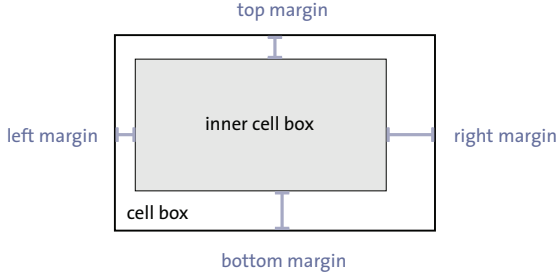 top margin
inner cell box
left margin
right margin
cell box
bottom margin